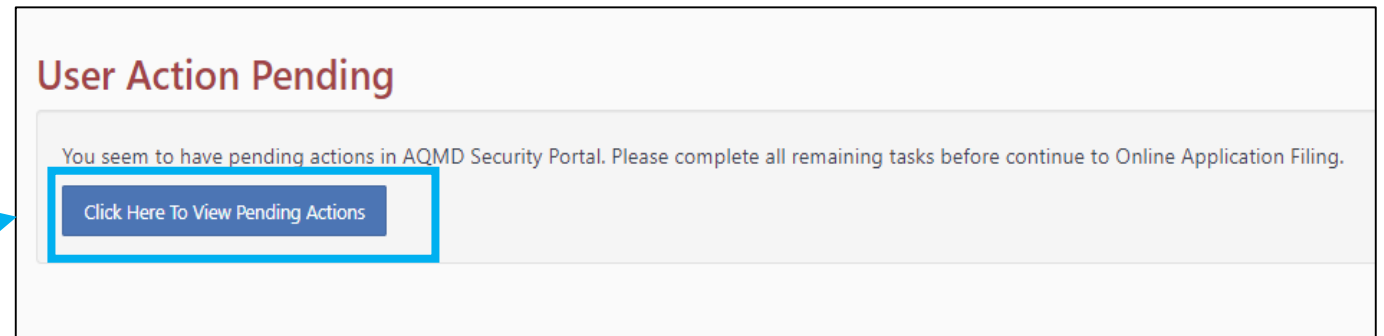 User Action Pending
You seem to have pending actions in AQMD Security Portal. Please complete all remaining tasks before continue to Online Application Filing.
Click Here To View Pending Actions